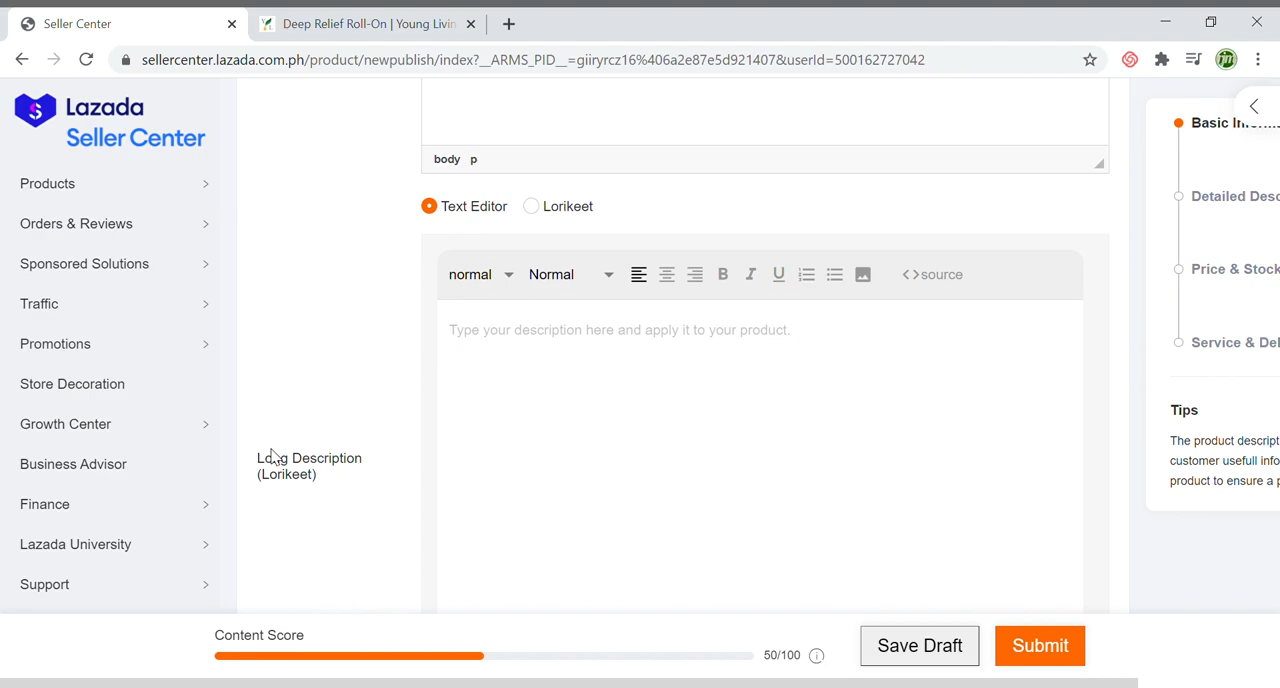 Seller Center
Deep Relief Roll-On | Young Livin
sellercenter.lazada.com.ph/product/newpublish/index?__ARMS_PID__=giiryrcz16%406a2e87e5d921407&userId=500162727042
Lazada
Seller Center
Products
Orders & Reviews
Sponsored Solutions
Traffic
Promotions
Store Decoration
Growth Center
Business Advisor
Finance
Lazada University
Support
body p
Text Editor Lorikeet
normal Normal B I U <>source
Type your description here and apply it to your product.
Long Description
(Lorikeet)
Basic Inform
Detailed Desc
Price & Stock
Service & Del
Tips
The product descript
customer usefull info
product to ensure a p
Content Score
50/100
Save Draft
Submit